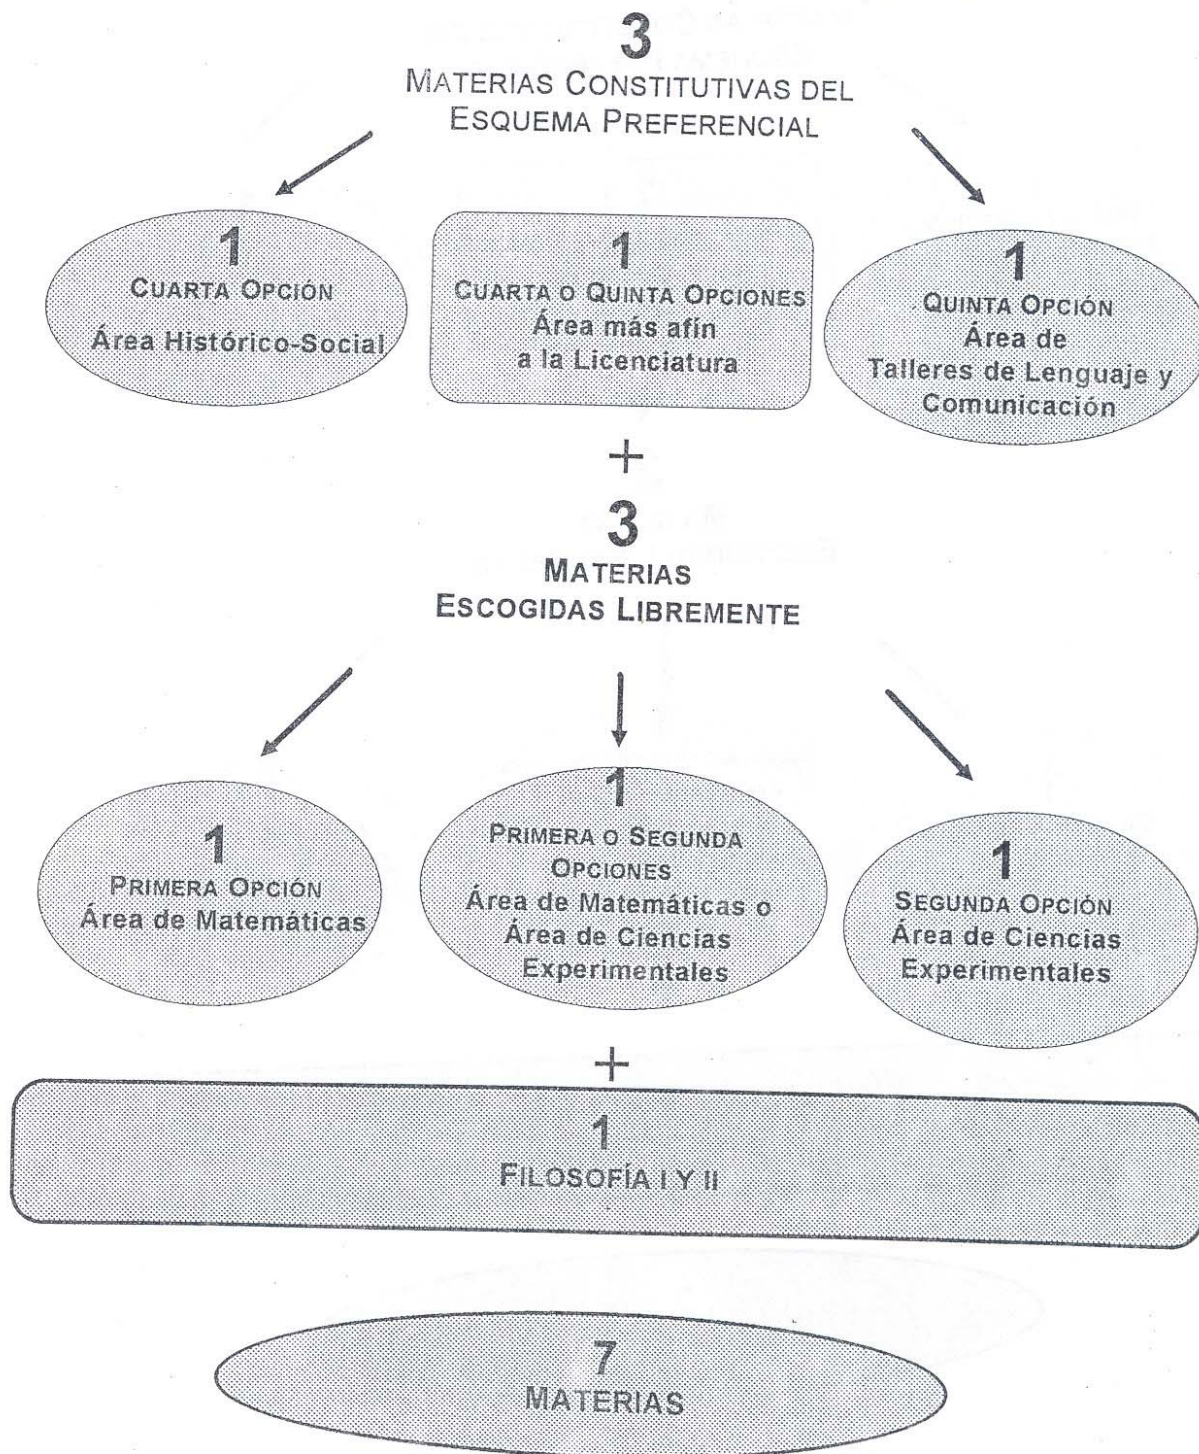 3
MATERIAS CONSTITUTIVAS DEL
ESQUEMA PREFERENCIAL
1
CUARTA OPCIÓN
Área Histórico-Social
1
CUARTA O QUINTA OPCIONES
Área más afín
a la Licenciatura
1
QUINTA OPCIÓN
Área de
Talleres de Lenguaje y
Comunicación
+
3
MATERIAS
ESCOGIDAS LIBREMENTE
1
PRIMERA OPCIÓN
Área de Matemáticas
1
PRIMERA O SEGUNDA
OPCIONES
Área de Matemáticas o
Área de Ciencias
Experimentales
1
SEGUNDA OPCIÓN
Área de Ciencias
Experimentales
+
1
FILOSOFÍA I Y II
7
MATERIAS